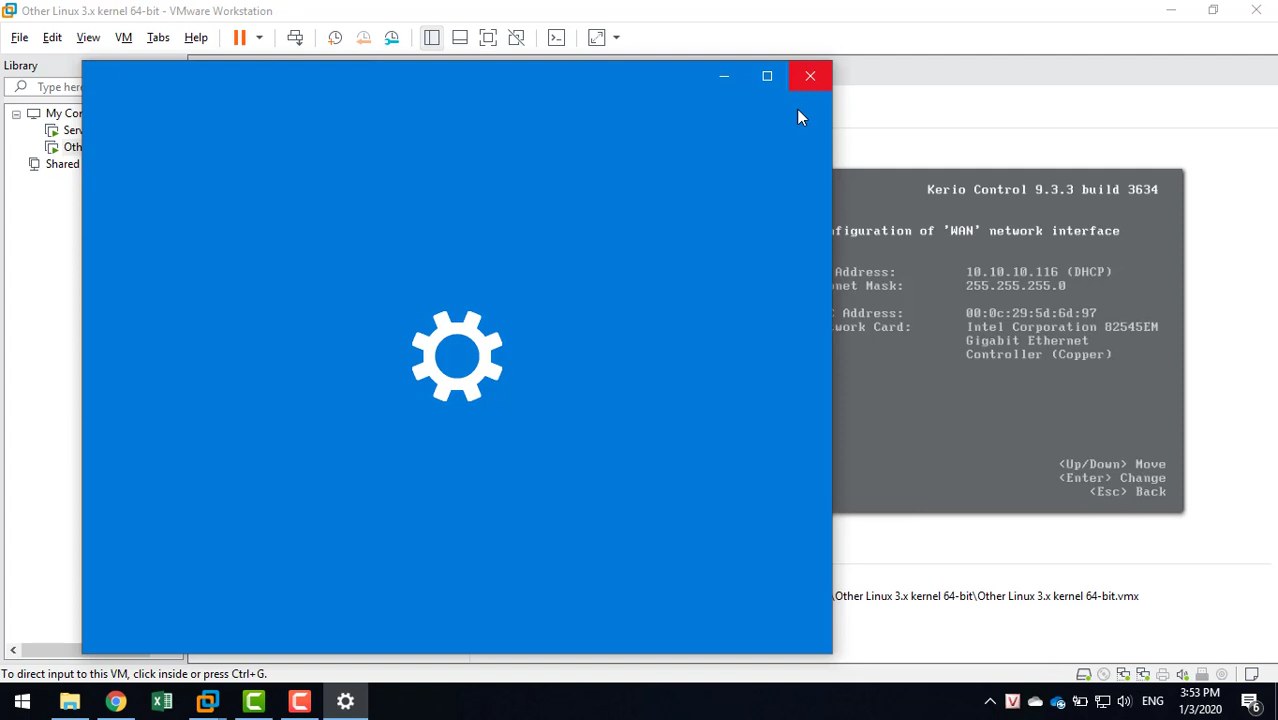 Other Linux 3.x kernel 64-bit - VMware Workstation
File Edit View VM Tabs Help
Library
Type here
My Com
Serv
Oth
Shared
Kerio Control 9.3.3 build 3634
figuration of 'WAN' network interface
Address: 10.10.10.116 (DHCP)
net Mask: 255.255.255.0
C Address: 00:0c:29:5d:6d:97
work Card: Intel Corporation 82545EM
Gigabit Ethernet
Controller (Copper)
<Up/Down> Move
<Enter> Change
<Esc> Back
\Other Linux 3.x kernel 64-bit\Other Linux 3.x kernel 64-bit.vmx
To direct input to this VM, click inside or press Ctrl+G.
ENG
3:53 PM
1/3/2020
6